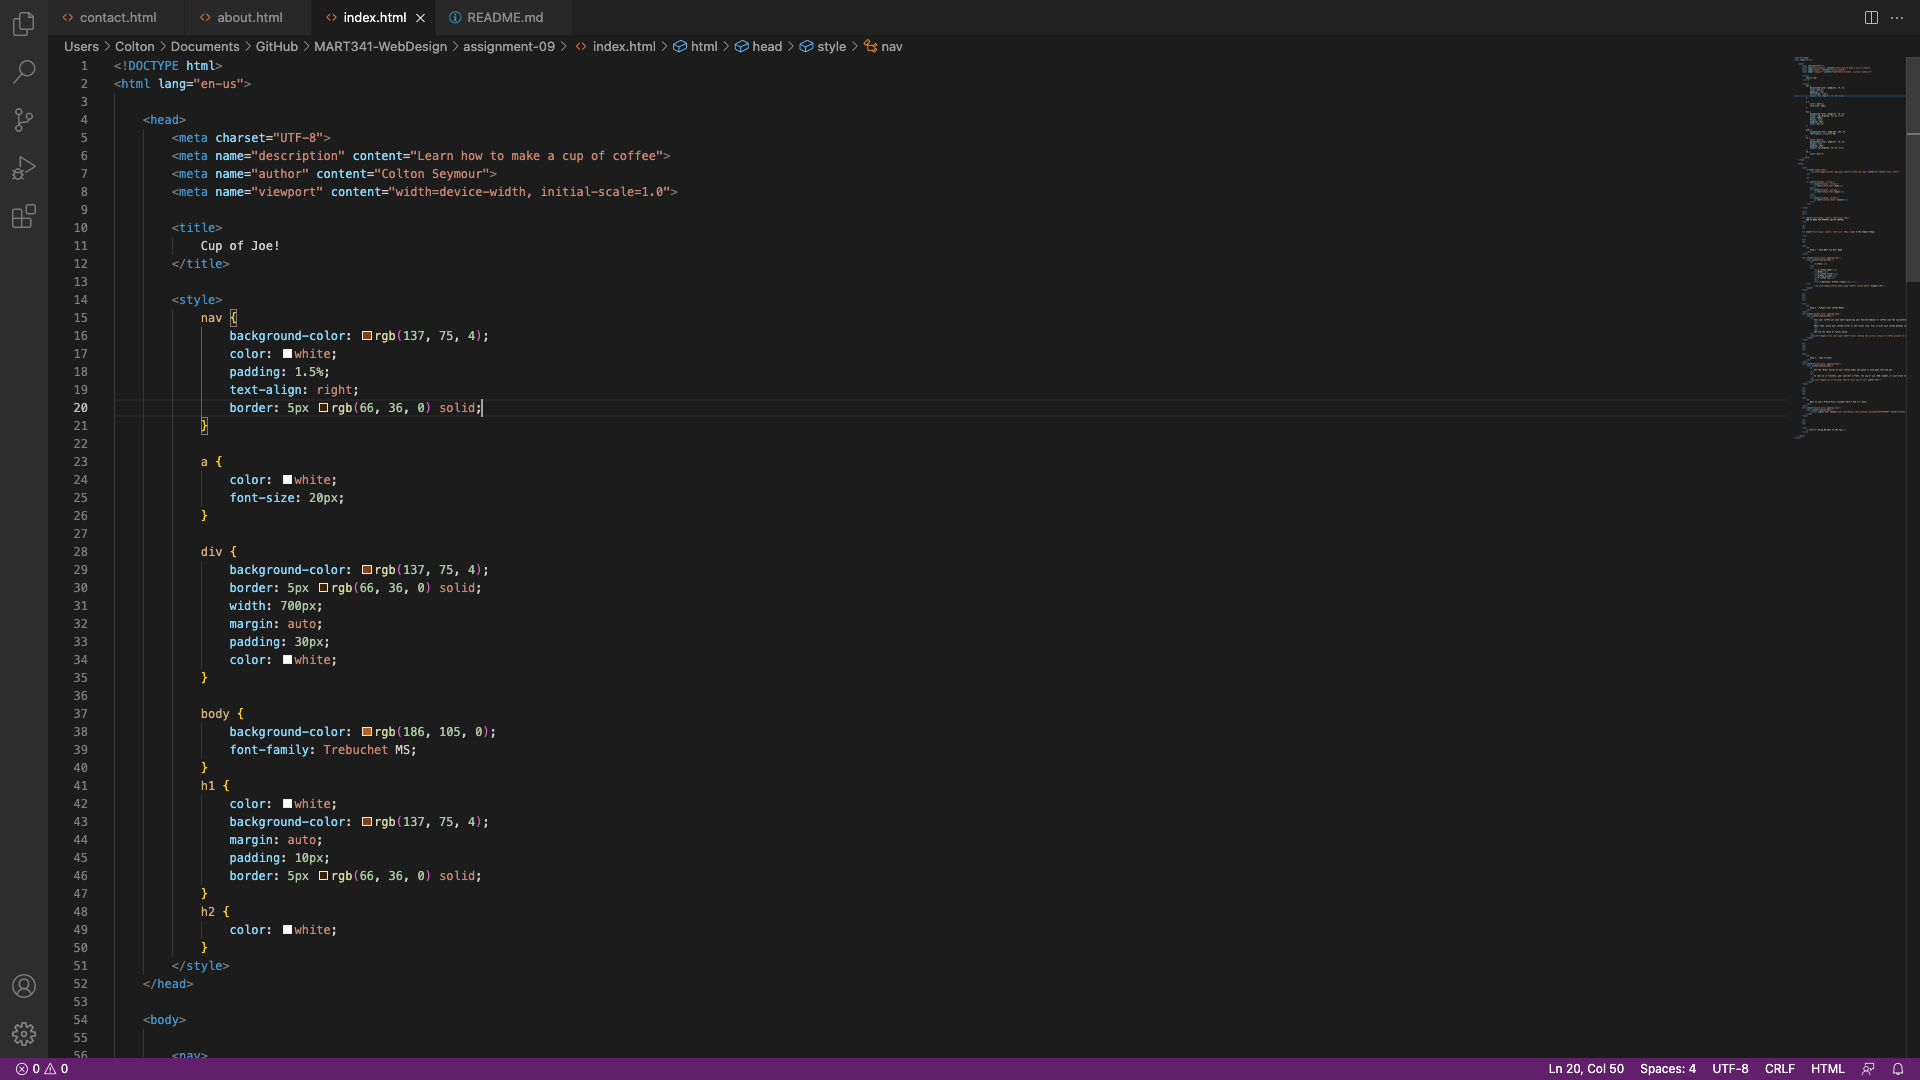 contact.html about.html index.html README.md
Users > Colton > Documents > GitHub > MART341-WebDesign > assignment-09 > index.html > html > head > style > nav
1 <!DOCTYPE html>
2 <html lang="en-us">
3
4 <head>
5 <meta charset="UTF-8">
6 <meta name="description" content="Learn how to make a cup of coffee">
7 <meta name="author" content="Colton Seymour">
8 <meta name="viewport" content="width=device-width, initial-scale=1.0">
9
10 <title>
11 Cup of Joe!
12 </title>
13
14 <style>
15 nav {
16 background-color: rgb(137, 75, 4);
17 color: white;
18 padding: 1.5%;
19 text-align: right;
20 border: 5px rgb(66, 36, 0) solid;
21 }
22
23 a {
24 color: white;
25 font-size: 20px;
26 }
27
28 div {
29 background-color: rgb(137, 75, 4);
30 border: 5px rgb(66, 36, 0) solid;
31 width: 700px;
32 margin: auto;
33 padding: 30px;
34 color: white;
35 }
36
37 body {
38 background-color: rgb(186, 105, 0);
39 font-family: Trebuchet MS;
40 }
41 h1 {
42 color: white;
43 background-color: rgb(137, 75, 4);
44 margin: auto;
45 padding: 10px;
46 border: 5px rgb(66, 36, 0) solid;
47 }
48 h2 {
49 color: white;
50 }
51 </style>
52 </head>
53
54 <body>
55
56 <nav>
0 0 Ln 20, Col 50 Spaces: 4 UTF-8 CRLF HTML